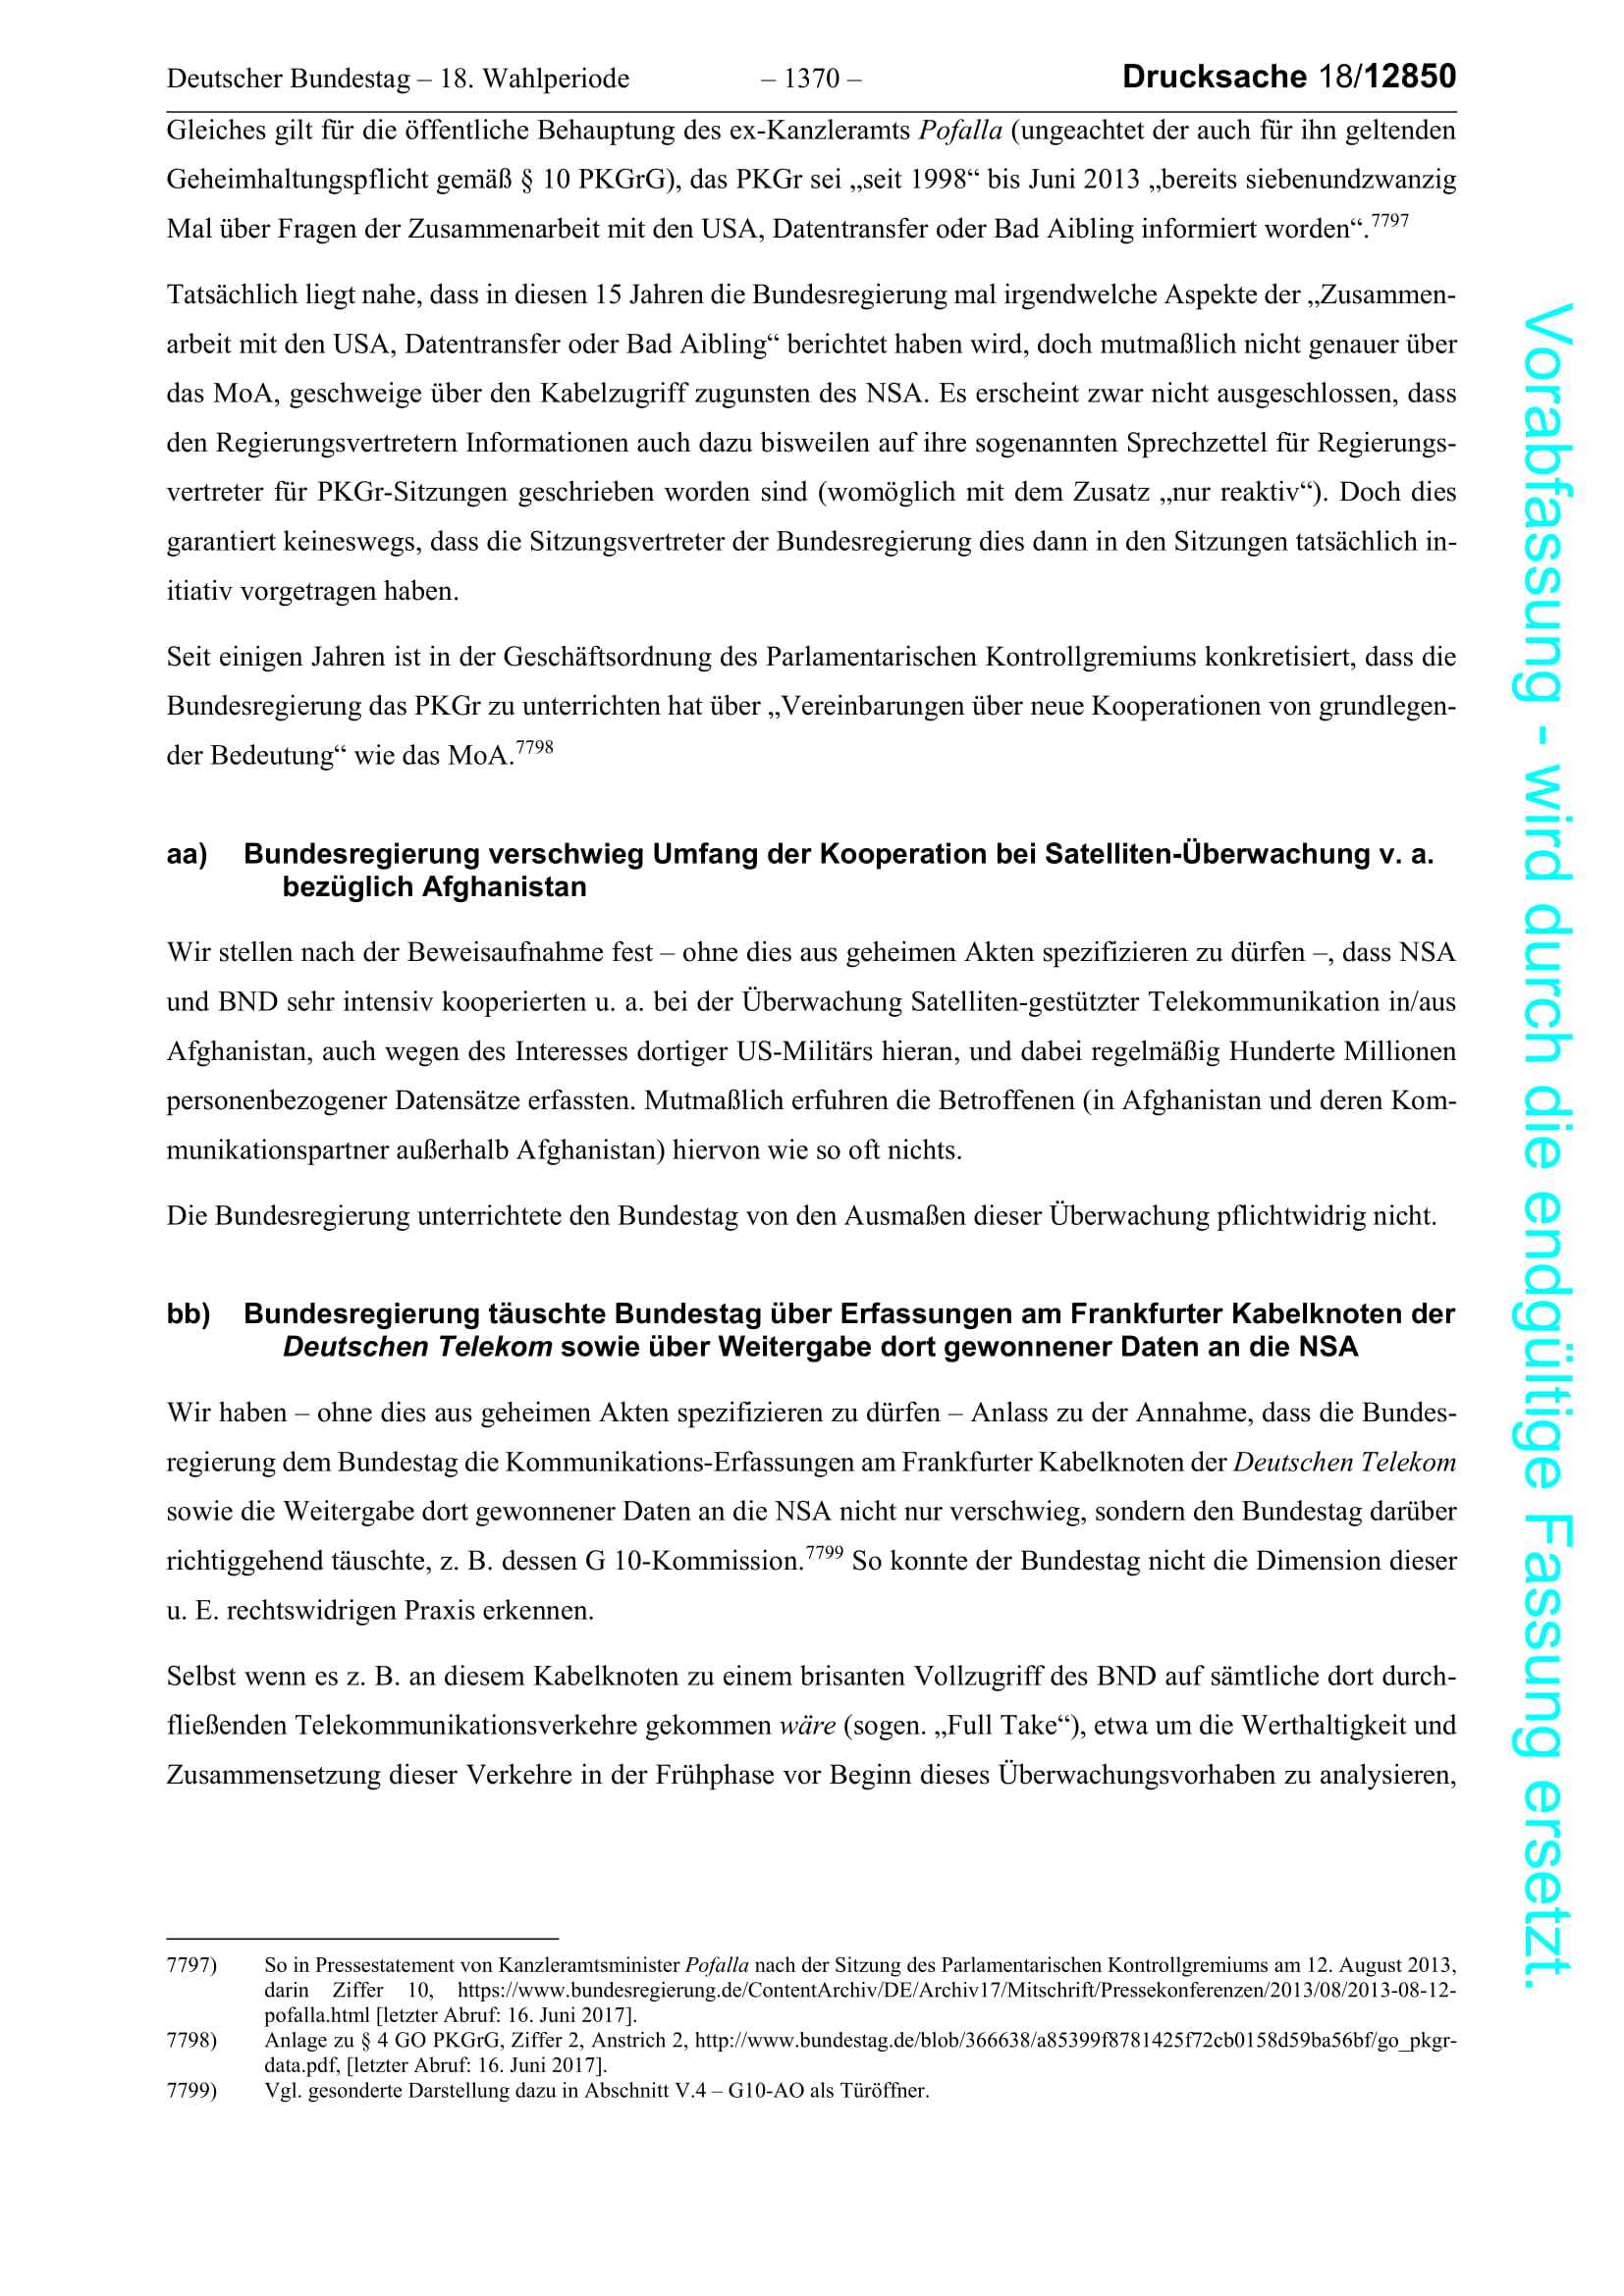 Deutscher Bundestag – 18. Wahlperiode – 1370 – Drucksache 18/12850
Gleiches gilt für die öffentliche Behauptung des ex-Kanzleramts Pofalla (ungeachtet der auch für ihn geltenden
Geheimhaltungspflicht gemäß § 10 PKGrG), das PKGr sei „seit 1998“ bis Juni 2013 „bereits siebenundzwanzig
Mal über Fragen der Zusammenarbeit mit den USA, Datentransfer oder Bad Aibling informiert worden“.7797
Tatsächlich liegt nahe, dass in diesen 15 Jahren die Bundesregierung mal irgendwelche Aspekte der „Zusammen-
arbeit mit den USA, Datentransfer oder Bad Aibling“ berichtet haben wird, doch mutmaßlich nicht genauer über
das MoA, geschweige über den Kabelzugriff zugunsten des NSA. Es erscheint zwar nicht ausgeschlossen, dass
den Regierungsvertretern Informationen auch dazu bisweilen auf ihre sogenannten Sprechzettel für Regierungs-
vertreter für PKGr-Sitzungen geschrieben worden sind (womöglich mit dem Zusatz „nur reaktiv“). Doch dies
garantiert keineswegs, dass die Sitzungsvertreter der Bundesregierung dies dann in den Sitzungen tatsächlich in-
itiativ vorgetragen haben.
Seit einigen Jahren ist in der Geschäftsordnung des Parlamentarischen Kontrollgremiums konkretisiert, dass die
Bundesregierung das PKGr zu unterrichten hat über „Vereinbarungen über neue Kooperationen von grundlegen-
der Bedeutung“ wie das MoA.7798
aa) Bundesregierung verschwieg Umfang der Kooperation bei Satelliten-Überwachung v. a.
bezüglich Afghanistan
Wir stellen nach der Beweisaufnahme fest – ohne dies aus geheimen Akten spezifizieren zu dürfen –, dass NSA
und BND sehr intensiv kooperierten u. a. bei der Überwachung Satelliten-gestützter Telekommunikation in/aus
Afghanistan, auch wegen des Interesses dortiger US-Militärs hieran, und dabei regelmäßig Hunderte Millionen
personenbezogener Datensätze erfassten. Mutmaßlich erfuhren die Betroffenen (in Afghanistan und deren Kom-
munikationspartner außerhalb Afghanistan) hiervon wie so oft nichts.
Die Bundesregierung unterrichtete den Bundestag von den Ausmaßen dieser Überwachung pflichtwidrig nicht.
bb) Bundesregierung täuschte Bundestag über Erfassungen am Frankfurter Kabelknoten der
Deutschen Telekom sowie über Weitergabe dort gewonnener Daten an die NSA
Wir haben – ohne dies aus geheimen Akten spezifizieren zu dürfen – Anlass zu der Annahme, dass die Bundes-
regierung dem Bundestag die Kommunikations-Erfassungen am Frankfurter Kabelknoten der Deutschen Telekom
sowie die Weitergabe dort gewonnener Daten an die NSA nicht nur verschwieg, sondern den Bundestag darüber
richtiggehend täuschte, z. B. dessen G 10-Kommission.7799 So konnte der Bundestag nicht die Dimension dieser
u. E. rechtswidrigen Praxis erkennen.
Selbst wenn es z. B. an diesem Kabelknoten zu einem brisanten Vollzugriff des BND auf sämtliche dort durch-
fließenden Telekommunikationsverkehre gekommen wäre (sogen. „Full Take“), etwa um die Werthaltigkeit und
Zusammensetzung dieser Verkehre in der Frühphase vor Beginn dieses Überwachungsvorhaben zu analysieren,
7797) So in Pressestatement von Kanzleramtsminister Pofalla nach der Sitzung des Parlamentarischen Kontrollgremiums am 12. August 2013,
darin Ziffer 10, https://www.bundesregierung.de/ContentArchiv/DE/Archiv17/Mitschrift/Pressekonferenzen/2013/08/2013-08-12-
pofalla.html [letzter Abruf: 16. Juni 2017].
7798) Anlage zu § 4 GO PKGrG, Ziffer 2, Anstrich 2, http://www.bundestag.de/blob/366638/a85399f8781425f72cb0158d59ba56bf/go_pkgr-
data.pdf, [letzter Abruf: 16. Juni 2017].
7799) Vgl. gesonderte Darstellung dazu in Abschnitt V.4 – G10-AO als Türöffner.
Vorabfassung - wird durch die endgültige Fassung ersetzt.